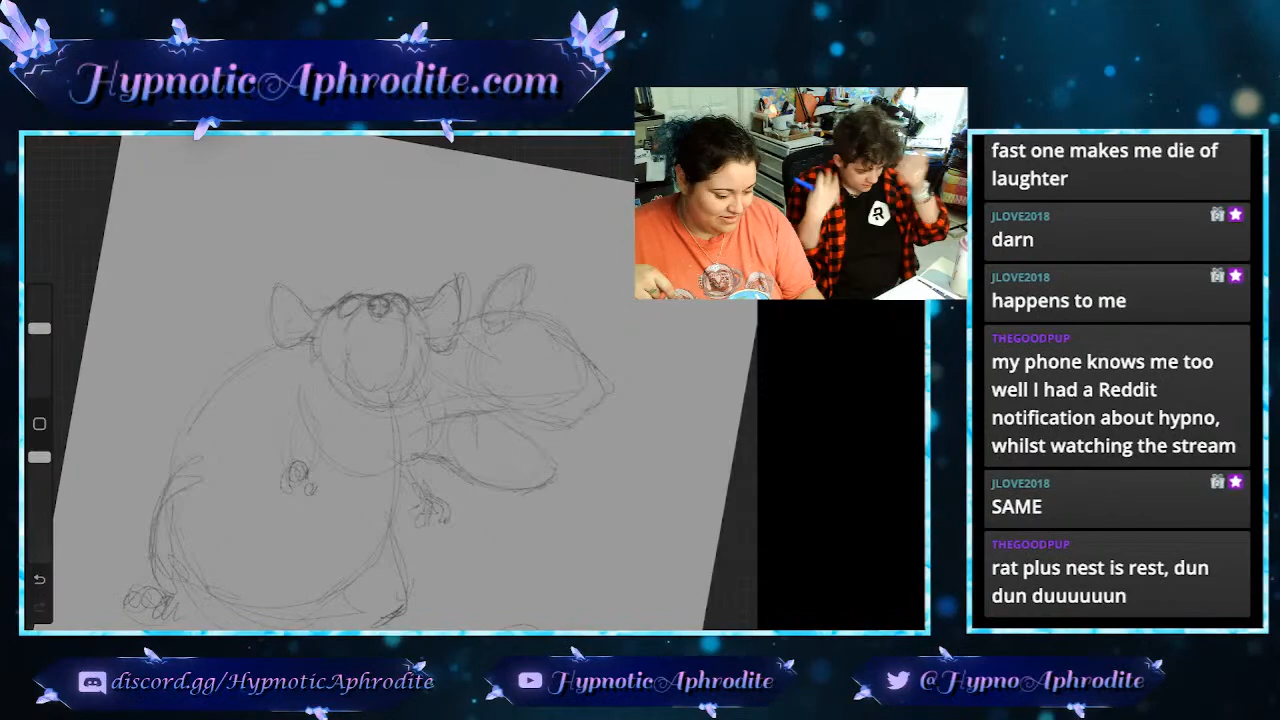 HypnoticAphrodite.com
fast one makes me die of
laughter
JLOVE2018
darn
JLOVE2018
happens to me
THEGOODPUP
my phone knows me too
well I had a Reddit
notification about hypno,
whilst watching the stream
JLOVE2018
SAME
THEGOODPUP
rat plus nest is rest, dun
dun duuuuuun
discord.gg/HypnoticAphrodite
HypnoticAphrodite
@HypnoAphrodite